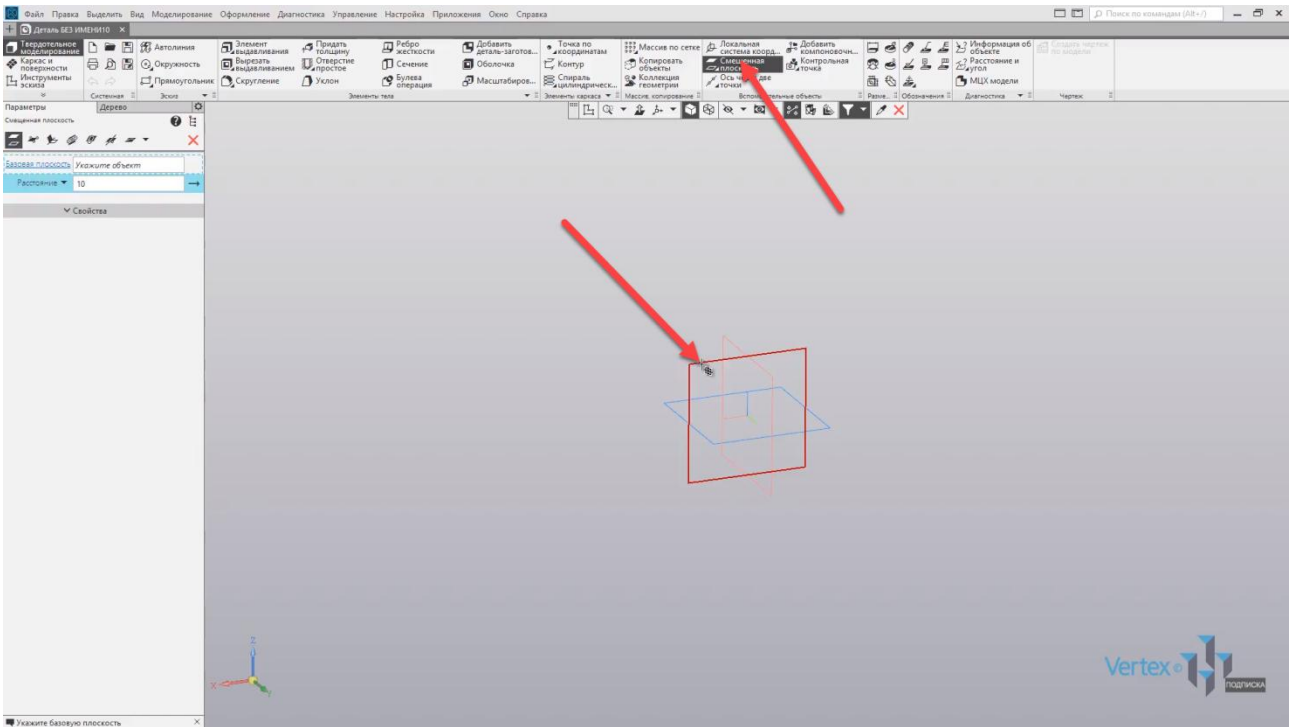 Файл Правка Выделить Вид Моделирование Оформление Диагностика Управление Настройка Приложения Окно Справка
Поиск по командам (Alt+/)
Деталь БЕЗ ИМЕНИ10
Твердотельное моделирование
Каркас и поверхности
Инструменты эскиза
Системная
Автолиния
Окружность
Прямоугольник
Эскиз
Элемент выдавливания
Вырезать выдавливанием
Скругление
Придать толщину
Отверстие простое
Уклон
Ребро жесткости
Сечение
Булева операция
Добавить деталь-заготов...
Оболочка
Масштабиров...
Элементы тела
Точка по координатам
Контур
Спираль цилиндрическ...
Элементы каркаса
Массив по сетке
Копировать объекты
Коллекция геометрии
Массив, копирование
Локальная система коорд...
Смещенная
Ось две точки
Добавить компоновочн...
Контрольная точка
объекты
Разме...
Обозначения
Информация об объекте
Расстояние и угол
МЦХ модели
Диагностика
Создать чертеж по модели
Чертеж
Параметры
Дерево
Смещенная плоскость
Базовая плоскость
Укажите объект
Расстояние
10
Свойства
z
x
y
Vertex
ПОДПИСКА
Укажите базовую плоскость